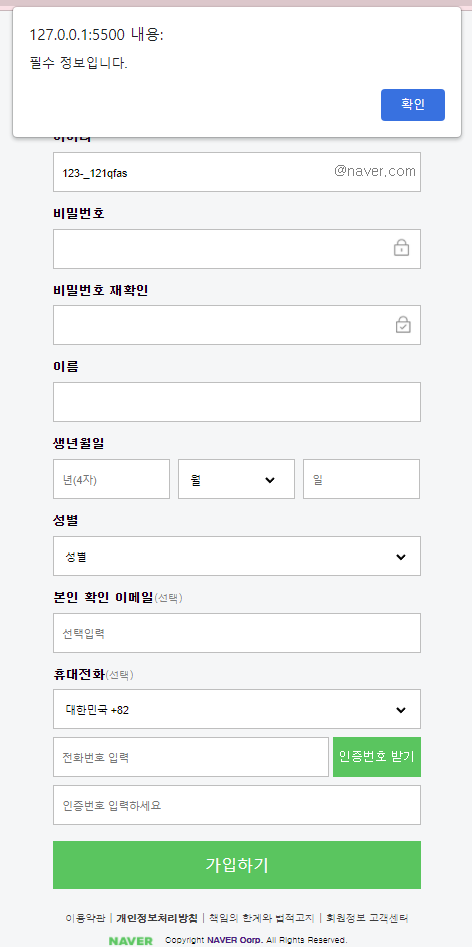 127.0.0.1:5500 내용:
필수 정보입니다.
확인
123-_121qfas @naver.com
비밀번호
비밀번호 재확인
이름
생년월일
년(4자) 월 일
성별
성별
본인 확인 이메일(선택)
선택입력
휴대전화(선택)
대한민국 +82
전화번호 입력 인증번호 받기
인증번호 입력하세요
가입하기
이용약관 | 개인정보처리방침 | 책임의 한계와 법적고지 | 회원정보 고객센터
NAVER Copyright NAVER Corp. All Rights Reserved.